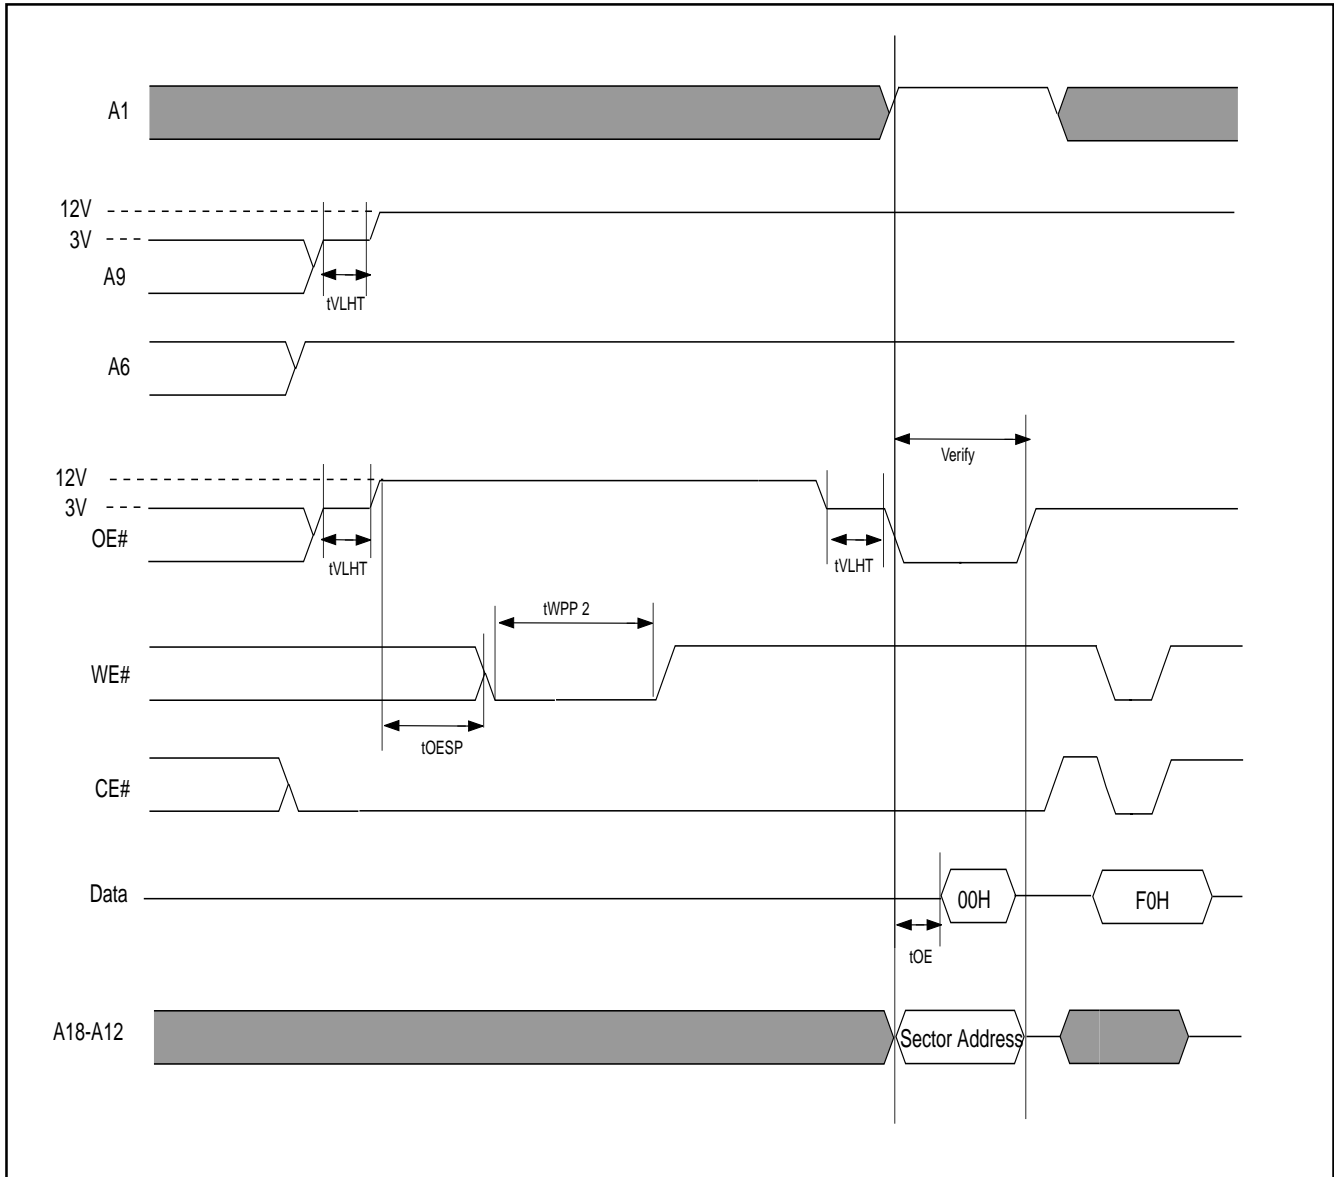 A1
12V
3V
A9
tVLHT
A6
Verify
12V
3V
OE#
tVLHT
tVLHT
tWPP 2
WE#
tOESP
CE#
Data
00H
F0H
tOE
A18-A12
Sector Address